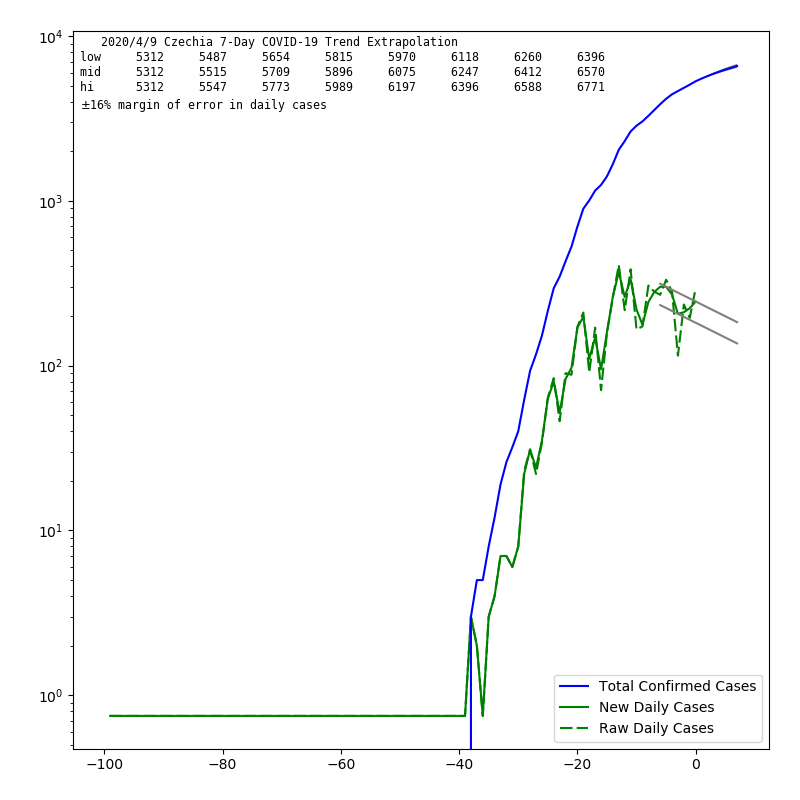 2020/4/9 Czechia 7-Day COVID-19 Trend Extrapolation
low 5312 5487 5654 5815 5970 6118 6260 6396
mid 5312 5515 5709 5896 6075 6247 6412 6570
hi 5312 5547 5773 5989 6197 6396 6588 6771
±16% margin of error in daily cases
10⁴
10³
10²
10¹
10⁰
Total Confirmed Cases
New Daily Cases
Raw Daily Cases
−100 −80 −60 −40 −20 0